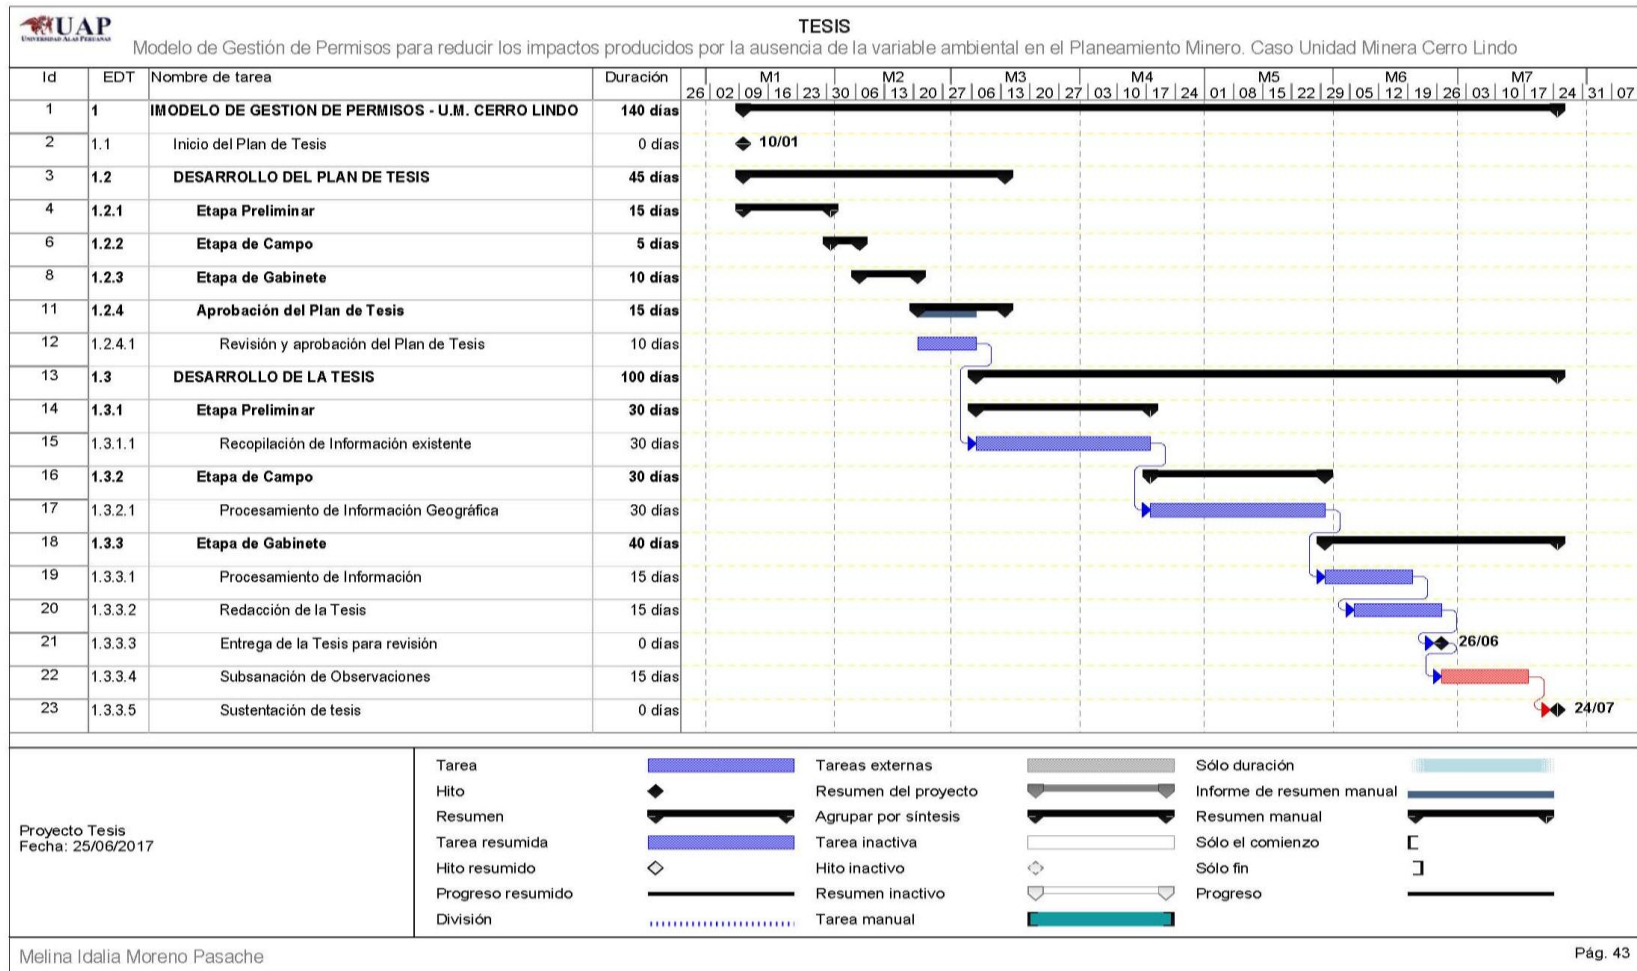 UAP
UNIVERSIDAD ALAS PERUANAS
TESIS
Modelo de Gestión de Permisos para reducir los impactos producidos por la ausencia de la variable ambiental en el Planeamiento Minero. Caso Unidad Minera Cerro Lindo
Id EDT Nombre de tarea Duración M1 M2 M3 M4 M5 M6 M7
26 02 09 16 23 30 06 13 20 27 06 13 20 27 03 10 17 24 01 08 15 22 29 05 12 19 26 03 10 17 24 31 07
1 1 IMODELO DE GESTION DE PERMISOS - U.M. CERRO LINDO 140 días
2 1.1 Inicio del Plan de Tesis 0 días 10/01
3 1.2 DESARROLLO DEL PLAN DE TESIS 45 días
4 1.2.1 Etapa Preliminar 15 días
6 1.2.2 Etapa de Campo 5 días
8 1.2.3 Etapa de Gabinete 10 días
11 1.2.4 Aprobación del Plan de Tesis 15 días
12 1.2.4.1 Revisión y aprobación del Plan de Tesis 10 días
13 1.3 DESARROLLO DE LA TESIS 100 días
14 1.3.1 Etapa Preliminar 30 días
15 1.3.1.1 Recopilación de Información existente 30 días
16 1.3.2 Etapa de Campo 30 días
17 1.3.2.1 Procesamiento de Información Geográfica 30 días
18 1.3.3 Etapa de Gabinete 40 días
19 1.3.3.1 Procesamiento de Información 15 días
20 1.3.3.2 Redacción de la Tesis 15 días
21 1.3.3.3 Entrega de la Tesis para revisión 0 días 26/06
22 1.3.3.4 Subsanación de Observaciones 15 días
23 1.3.3.5 Sustentación de tesis 0 días 24/07
Proyecto Tesis
Fecha: 25/06/2017
Tarea Tareas externas Sólo duración
Hito Resumen del proyecto Informe de resumen manual
Resumen Agrupar por síntesis Resumen manual
Tarea resumida Tarea inactiva Sólo el comienzo
Hito resumido Hito inactivo Sólo fin
Progreso resumido Resumen inactivo Progreso
División Tarea manual
Melina Idalia Moreno Pasache Pág. 43